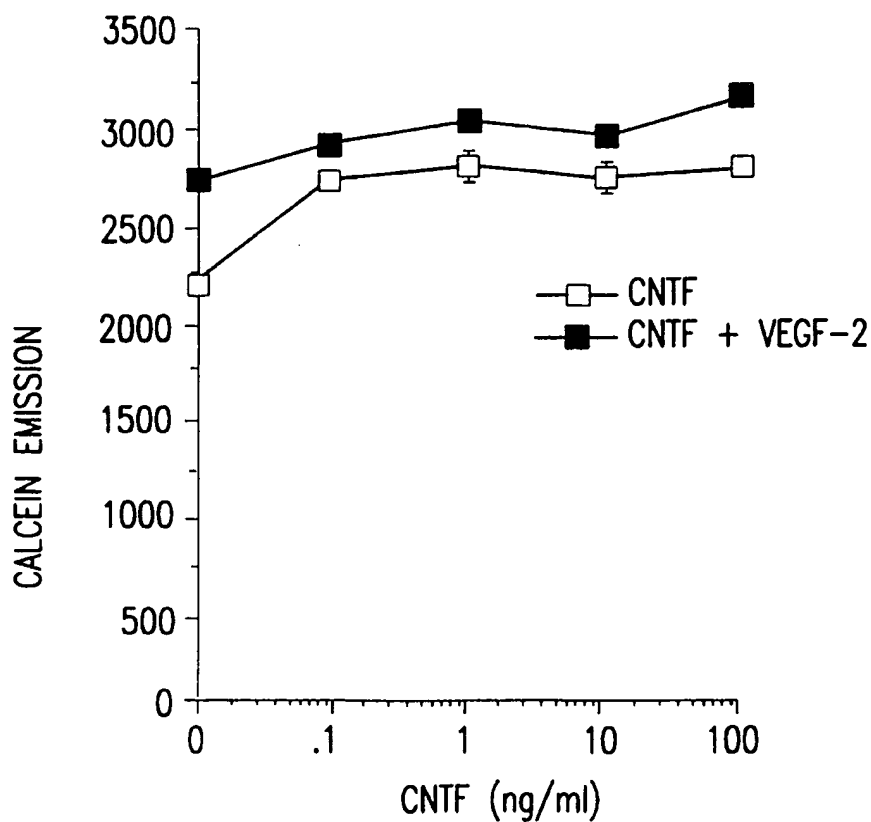 3500
3000
2500
2000
1500
1000
500
0
CALCEIN EMISSION
CNTF
CNTF + VEGF-2
0 .1 1 10 100
CNTF (ng/ml)